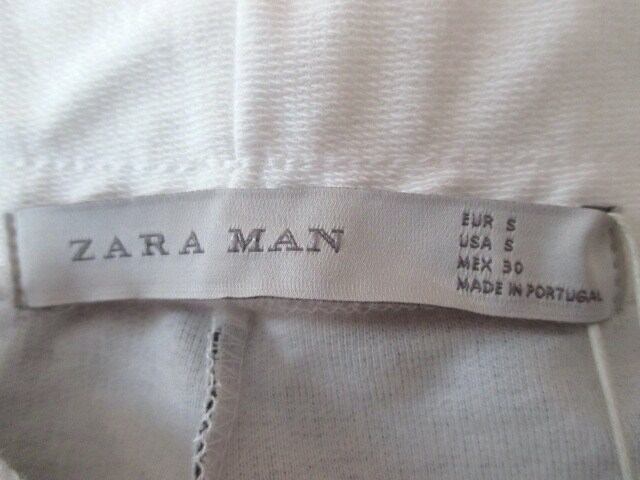 ZARA MAN
EUR S
USA S
MEX 30
MADE IN PORTUGAL